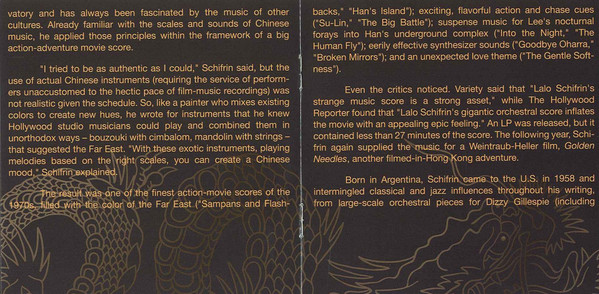 vatory and has always been fascinated by the music of other
cultures. Already familiar with the scales and sounds of Chinese
music, he applied those principles within the framework of a big
action-adventure movie score.
"I tried to be as authentic as I could," Schifrin said, but the
use of actual Chinese instruments (requiring the service of perform-
ers unaccustomed to the hectic pace of film-music recordings) was
not realistic given the schedule. So, like a painter who mixes existing
colors to create new hues, he wrote for instruments that he knew
Hollywood studio musicians could play and combined them in
unorthodox ways – bouzouki with cimbalom, mandolin with strings –
that suggested the Far East. "With these exotic instruments, playing
melodies based on the right scales, you can create a Chinese
mood," Schifrin explained.
The result was one of the finest action-movie scores of the
1970s, filled with the color of the Far East ("Sampans and Flash-
backs," "Han's Island"); exciting, flavorful action and chase cues
("Su-Lin," "The Big Battle"); suspense music for Lee's nocturnal
forays into Han's underground complex ("Into the Night," "The
Human Fly"); eerily effective synthesizer sounds ("Goodbye Oharra,"
"Broken Mirrors"); and an unexpected love theme ("The Gentle Soft-
ness").
Even the critics noticed. Variety said that "Lalo Schifrin's
strange music score is a strong asset," while The Hollywood
Reporter found that "Lalo Schifrin's gigantic orchestral score inflates
the movie with an appealing epic feeling." An LP was released, but it
contained less than 27 minutes of the score. The following year, Schi-
frin again supplied the music for a Weintraub-Heller film, Golden
Needles, another filmed-in-Hong Kong adventure.
Born in Argentina, Schifrin came to the U.S. in 1958 and
intermingled classical and jazz influences throughout his writing,
from large-scale orchestral pieces for Dizzy Gillespie (including